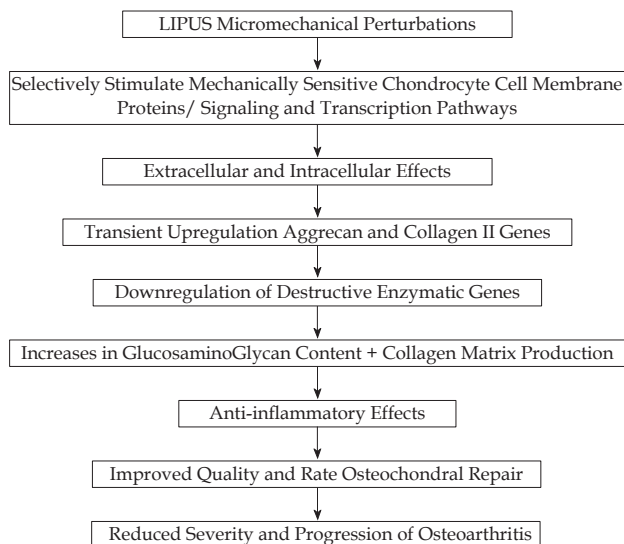 LIPUS Micromechanical Perturbations
Selectively Stimulate Mechanically Sensitive Chondrocyte Cell Membrane
Proteins/ Signaling and Transcription Pathways
Extracellular and Intracellular Effects
Transient Upregulation Aggrecan and Collagen II Genes
Downregulation of Destructive Enzymatic Genes
Increases in GlucosaminoGlycan Content + Collagen Matrix Production
Anti-inflammatory Effects
Improved Quality and Rate Osteochondral Repair
Reduced Severity and Progression of Osteoarthritis